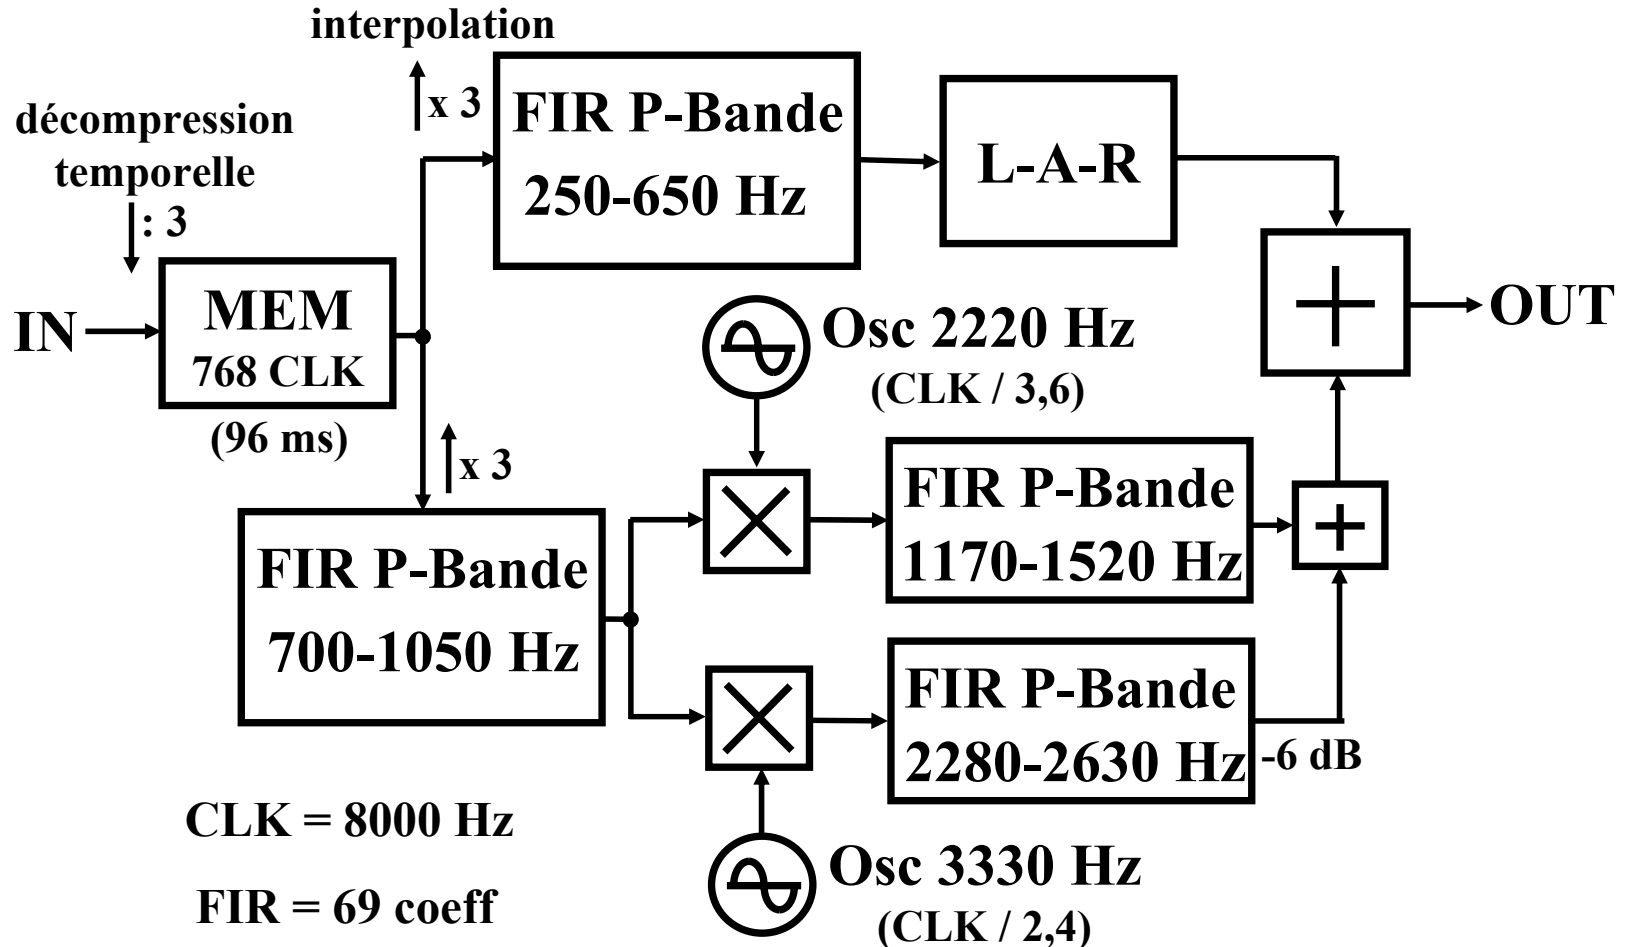 interpolation
x 3
décompression
temporelle
: 3
FIR P-Bande
250-650 Hz
L-A-R
IN
MEM
768 CLK
(96 ms)
+
OUT
Osc 2220 Hz
(CLK / 3,6)
x 3
FIR P-Bande
700-1050 Hz
FIR P-Bande
1170-1520 Hz
+
FIR P-Bande
2280-2630 Hz
-6 dB
Osc 3330 Hz
(CLK / 2,4)
CLK = 8000 Hz
FIR = 69 coeff